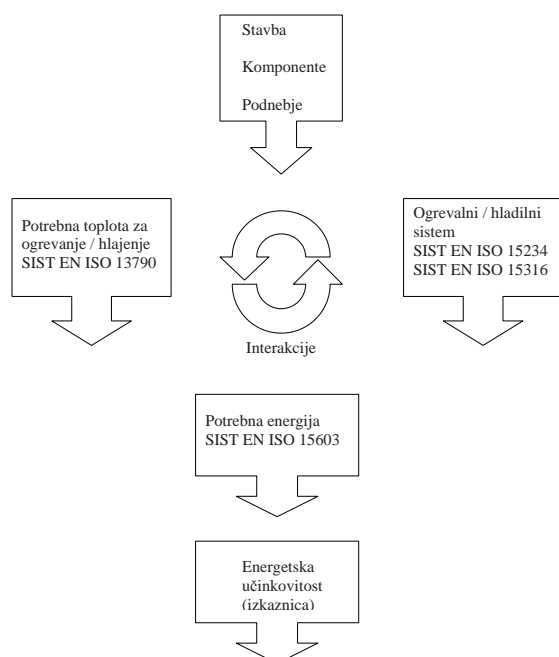 Stavba
Komponente
Podnebje
Potrebna toplota za
ogrevanje / hlajenje
SIST EN ISO 13790
Ogrevalni / hladilni
sistem
SIST EN ISO 15234
SIST EN ISO 15316
Interakcije
Potrebna energija
SIST EN ISO 15603
Energetska
učinkovitost
(izkaznica)